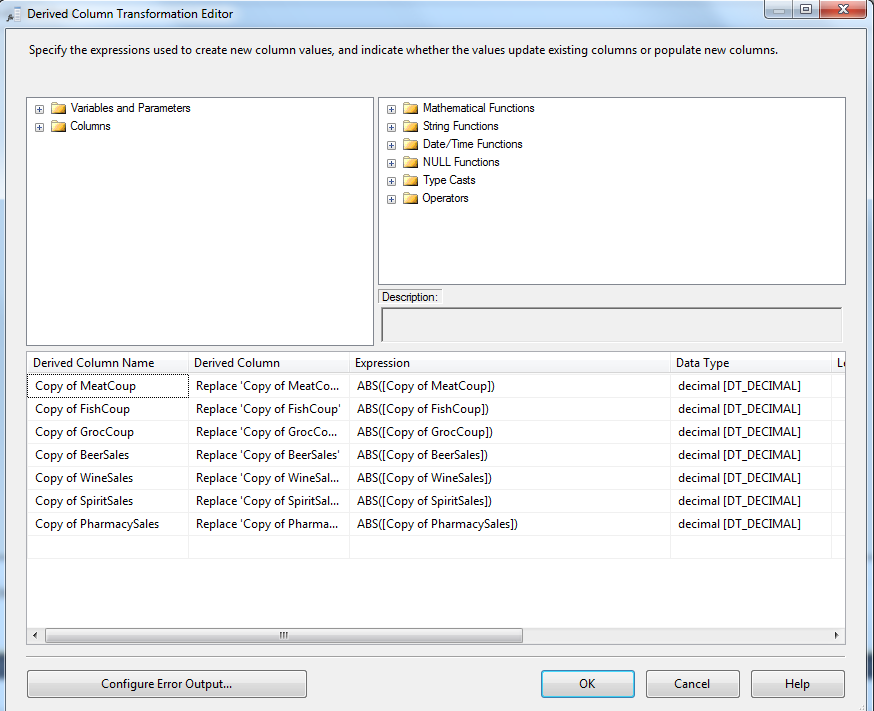 Derived Column Transformation Editor
Specify the expressions used to create new column values, and indicate whether the values update existing columns or populate new columns.
Variables and Parameters
Columns
Mathematical Functions
String Functions
Date/Time Functions
NULL Functions
Type Casts
Operators
Description:
Derived Column Name Derived Column Expression Data Type
Copy of MeatCoup Replace 'Copy of MeatCo... ABS([Copy of MeatCoup]) decimal [DT_DECIMAL]
Copy of FishCoup Replace 'Copy of FishCoup' ABS([Copy of FishCoup]) decimal [DT_DECIMAL]
Copy of GrocCoup Replace 'Copy of GrocCo... ABS([Copy of GrocCoup]) decimal [DT_DECIMAL]
Copy of BeerSales Replace 'Copy of BeerSales' ABS([Copy of BeerSales]) decimal [DT_DECIMAL]
Copy of WineSales Replace 'Copy of WineSal... ABS([Copy of WineSales]) decimal [DT_DECIMAL]
Copy of SpiritSales Replace 'Copy of SpiritSal... ABS([Copy of SpiritSales]) decimal [DT_DECIMAL]
Copy of PharmacySales Replace 'Copy of Pharma... ABS([Copy of PharmacySales]) decimal [DT_DECIMAL]
Configure Error Output... OK Cancel Help